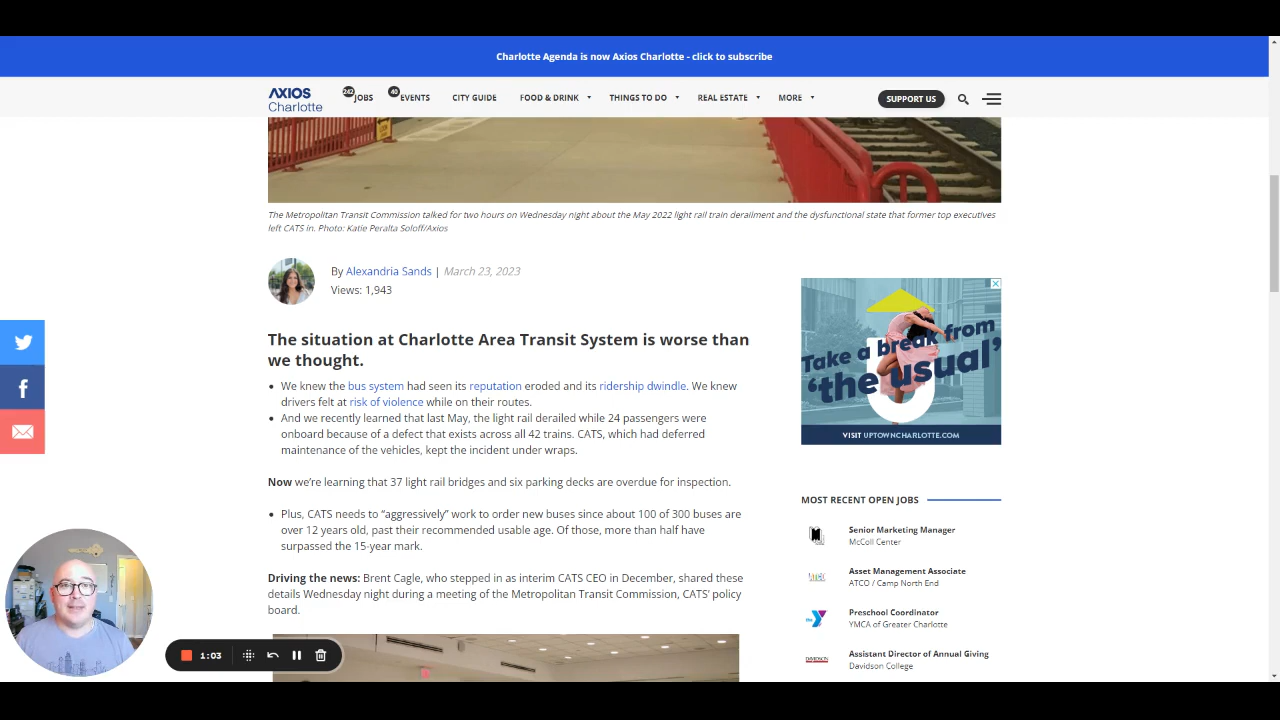 Charlotte Agenda is now Axios Charlotte - click to subscribe
AXIOS
Charlotte
242
JOBS
40
EVENTS
CITY GUIDE
FOOD & DRINK
THINGS TO DO
REAL ESTATE
MORE
SUPPORT US
The Metropolitan Transit Commission talked for two hours on Wednesday night about the May 2022 light rail train derailment and the dysfunctional state that former top executives
left CATS in. Photo: Katie Peralta Soloff/Axios
By Alexandria Sands | March 23, 2023
Views: 1,943
The situation at Charlotte Area Transit System is worse than
we thought.
We knew the bus system had seen its reputation eroded and its ridership dwindle. We knew
drivers felt at risk of violence while on their routes.
And we recently learned that last May, the light rail derailed while 24 passengers were
onboard because of a defect that exists across all 42 trains. CATS, which had deferred
maintenance of the vehicles, kept the incident under wraps.
Now we're learning that 37 light rail bridges and six parking decks are overdue for inspection.
Plus, CATS needs to “aggressively” work to order new buses since about 100 of 300 buses are
over 12 years old, past their recommended usable age. Of those, more than half have
surpassed the 15-year mark.
Driving the news: Brent Cagle, who stepped in as interim CATS CEO in December, shared these
details Wednesday night during a meeting of the Metropolitan Transit Commission, CATS' policy
board.
Take a break from
'the usual'
VISIT UPTOWNCHARLOTTE.COM
MOST RECENT OPEN JOBS
Senior Marketing Manager
McColl Center
Asset Management Associate
ATCO / Camp North End
Preschool Coordinator
YMCA of Greater Charlotte
Assistant Director of Annual Giving
Davidson College
DAVIDSON
1:03